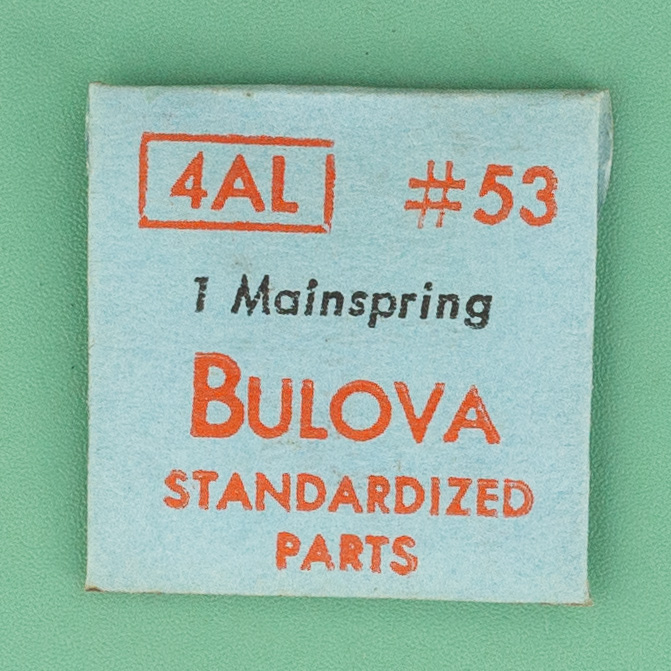 4AL #53
1 Mainspring
BULOVA
STANDARDIZED
PARTS